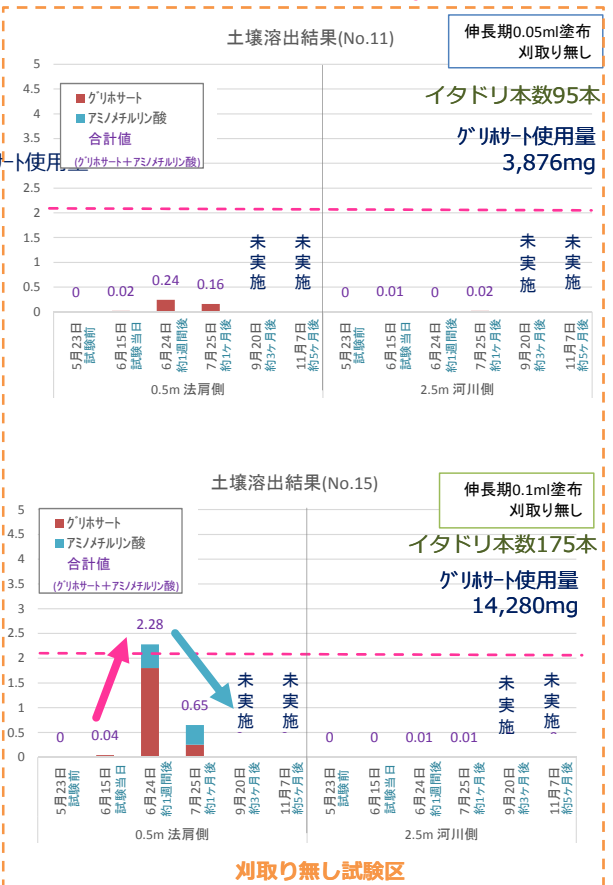 土壌溶出結果(No.11)
伸長期0.05ml塗布
刈取り無し
グリホサート
アミノメチルリン酸
合計値
(グリホサート＋アミノメチルリン酸)
イタドリ本数95本
グリホサート使用量
3,876mg
ート使用量
5
4.5
4
3.5
3
2.5
2
1.5
1
0.5
0
0 0.02 0.24 0.16 未実施 未実施 0 0.01 0 0.02 未実施 未実施
5月23日 試験前
6月15日 試験当日
6月24日 約1週間後
7月25日 約1ヶ月後
9月20日 約3ヶ月後
11月7日 約5ヶ月後
5月23日 試験前
6月15日 試験当日
6月24日 約1週間後
7月25日 約1ヶ月後
9月20日 約3ヶ月後
11月7日 約5ヶ月後
0.5m 法肩側 2.5m 河川側
土壌溶出結果(No.15)
伸長期0.1ml塗布
刈取り無し
グリホサート
アミノメチルリン酸
合計値
(グリホサート＋アミノメチルリン酸)
イタドリ本数175本
グリホサート使用量
14,280mg
5
4.5
4
3.5
3
2.5
2
1.5
1
0.5
0
0 0.04 2.28 0.65 未実施 未実施 0 0 0.01 0.01 未実施 未実施
5月23日 試験前
6月15日 試験当日
6月24日 約1週間後
7月25日 約1ヶ月後
9月20日 約3ヶ月後
11月7日 約5ヶ月後
5月23日 試験前
6月15日 試験当日
6月24日 約1週間後
7月25日 約1ヶ月後
9月20日 約3ヶ月後
11月7日 約5ヶ月後
0.5m 法肩側 2.5m 河川側
刈取り無し試験区